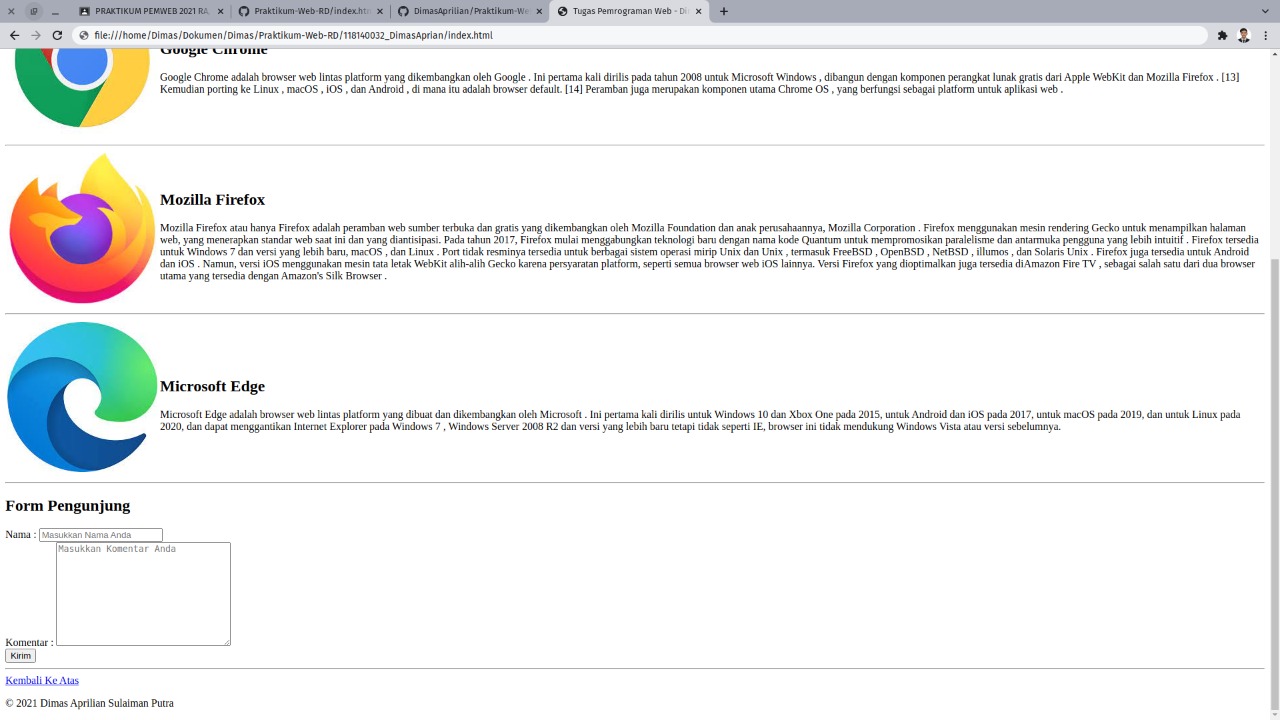 PRAKTIKUM PEMWEB 2021 RA
Praktikum-Web-RD/index.htm
DimasAprilian/Praktikum-We
Tugas Pemrograman Web - Di
file:///home/Dimas/Dokumen/Dimas/Praktikum-Web-RD/118140032_DimasAprian/index.html
Google Chrome
Google Chrome adalah browser web lintas platform yang dikembangkan oleh Google . Ini pertama kali dirilis pada tahun 2008 untuk Microsoft Windows , dibangun dengan komponen perangkat lunak gratis dari Apple WebKit dan Mozilla Firefox . [13]
Kemudian porting ke Linux , macOS , iOS , dan Android , di mana itu adalah browser default. [14] Peramban juga merupakan komponen utama Chrome OS , yang berfungsi sebagai platform untuk aplikasi web .
Mozilla Firefox
Mozilla Firefox atau hanya Firefox adalah peramban web sumber terbuka dan gratis yang dikembangkan oleh Mozilla Foundation dan anak perusahaannya, Mozilla Corporation . Firefox menggunakan mesin rendering Gecko untuk menampilkan halaman
web, yang menerapkan standar web saat ini dan yang diantisipasi. Pada tahun 2017, Firefox mulai menggabungkan teknologi baru dengan nama kode Quantum untuk mempromosikan paralelisme dan antarmuka pengguna yang lebih intuitif . Firefox tersedia
untuk Windows 7 dan versi yang lebih baru, macOS , dan Linux . Port tidak resminya tersedia untuk berbagai sistem operasi mirip Unix dan Unix , termasuk FreeBSD , OpenBSD , NetBSD , illumos , dan Solaris Unix . Firefox juga tersedia untuk Android
dan iOS . Namun, versi iOS menggunakan mesin tata letak WebKit alih-alih Gecko karena persyaratan platform, seperti semua browser web iOS lainnya. Versi Firefox yang dioptimalkan juga tersedia diAmazon Fire TV , sebagai salah satu dari dua browser
utama yang tersedia dengan Amazon's Silk Browser .
Microsoft Edge
Microsoft Edge adalah browser web lintas platform yang dibuat dan dikembangkan oleh Microsoft . Ini pertama kali dirilis untuk Windows 10 dan Xbox One pada 2015, untuk Android dan iOS pada 2017, untuk macOS pada 2019, dan untuk Linux pada
2020, dan dapat menggantikan Internet Explorer pada Windows 7 , Windows Server 2008 R2 dan versi yang lebih baru tetapi tidak seperti IE, browser ini tidak mendukung Windows Vista atau versi sebelumnya.
Form Pengunjung
Nama : Masukkan Nama Anda
Masukkan Komentar Anda
Komentar :
Kirim
Kembali Ke Atas
© 2021 Dimas Aprilian Sulaiman Putra